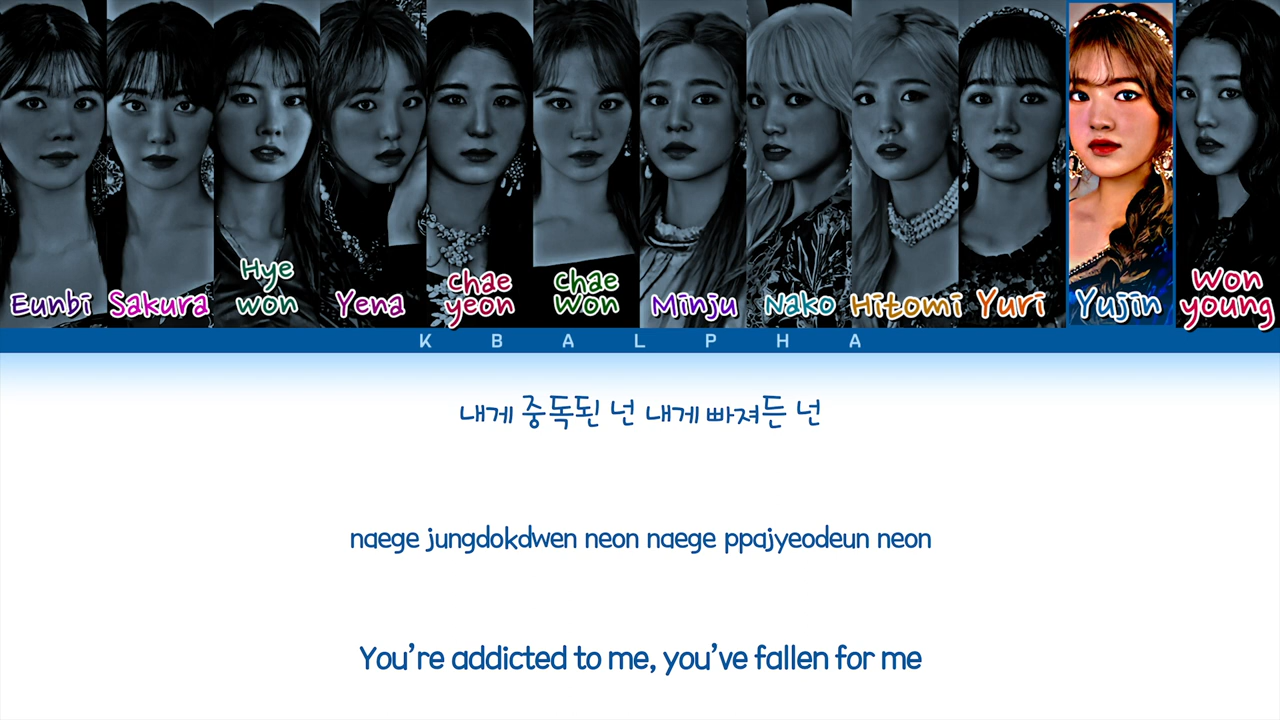 Eunbi
Sakura
Hye
won
Yena
Chae
yeon
Chae
Won
Minju
Nako
Hitomi
Yuri
Yujin
Won
young
K B A L P H A
내게 중독된 넌 내게 빠져든 넌
naege jungdokdwen neon naege ppajyeodeun neon
You're addicted to me, you've fallen for me